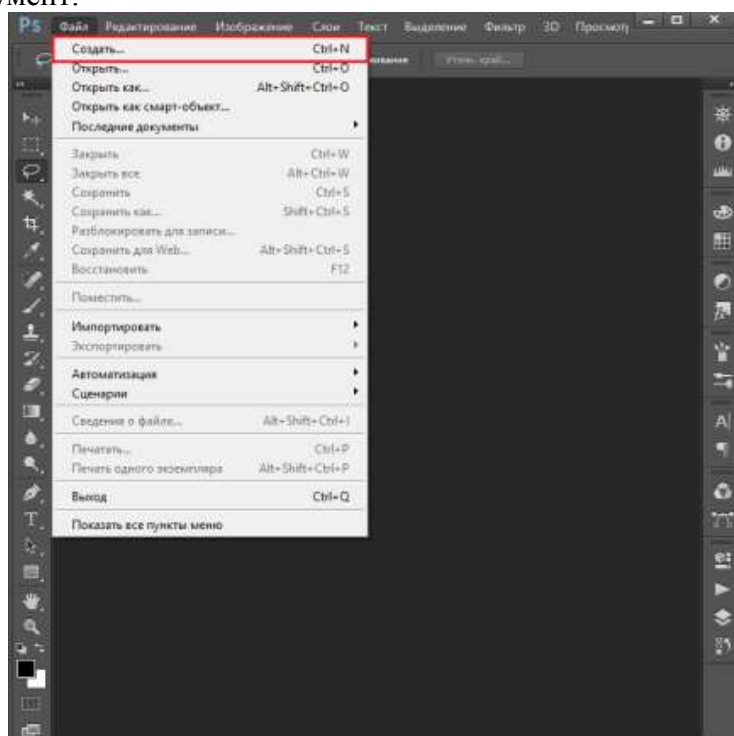 умент.
Ps Файл Редактирование Изображение Слои Текст Выделение Фильтр 3D Просмотр
Создать... Ctrl+N
Открыть... Ctrl+O
Открыть как... Alt+Shift+Ctrl+O
Открыть как смарт-объект...
Последние документы
Закрыть Ctrl+W
Закрыть все Alt+Ctrl+W
Сохранить Ctrl+S
Сохранить как... Shift+Ctrl+S
Разблокировать для записи...
Сохранить для Web... Alt+Shift+Ctrl+S
Восстановить F12
Поместить...
Импортировать
Экспортировать
Автоматизация
Сценарии
Сведения о файле... Alt+Shift+Ctrl+I
Печатать... Ctrl+P
Печать одного экземпляра Alt+Shift+Ctrl+P
Выход Ctrl+Q
Показать все пункты меню